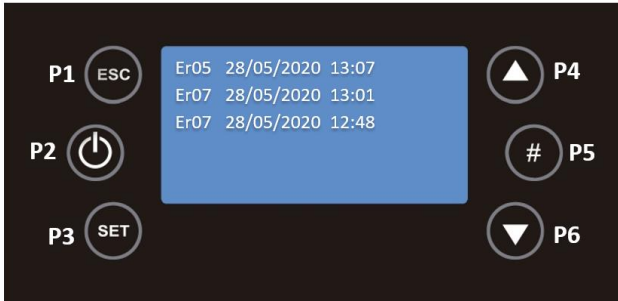 P1 ESC
P2
P3 SET
Er05 28/05/2020 13:07
Er07 28/05/2020 13:01
Er07 28/05/2020 12:48
P4
# P5
P6